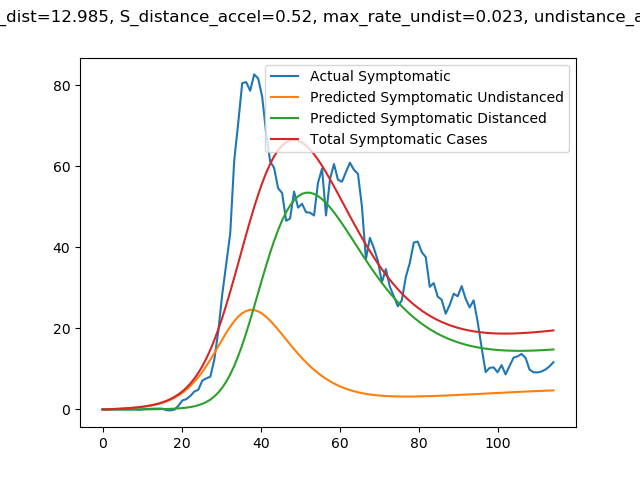 _dist=12.985, S_distance_accel=0.52, max_rate_undist=0.023, undistance_a
Actual Symptomatic
Predicted Symptomatic Undistanced
Predicted Symptomatic Distanced
Total Symptomatic Cases
80
60
40
20
0
0 20 40 60 80 100